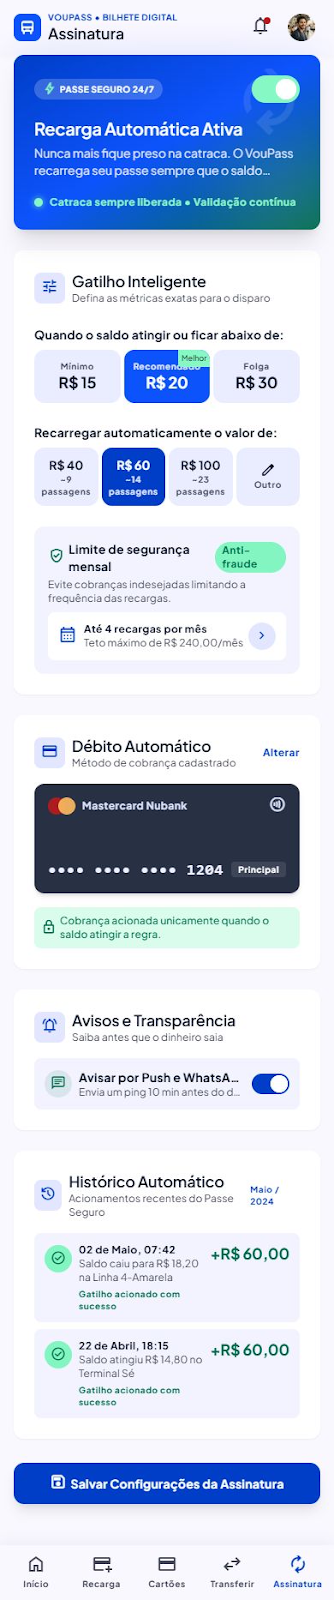 VOUPASS • BILHETE DIGITAL
Assinatura
PASSE SEGURO 24/7
Recarga Automática Ativa
Nunca mais fique preso na catraca. O VouPass
recarrega seu passe sempre que o saldo...
Catraca sempre liberada • Validação contínua
Gatilho Inteligente
Defina as métricas exatas para o disparo
Quando o saldo atingir ou ficar abaixo de:
Mínimo
R$ 15
Melhor
Recomendado
R$ 20
Folga
R$ 30
Recarregar automaticamente o valor de:
R$ 40
~9
passagens
R$ 60
~14
passagens
R$ 100
~23
passagens
Outro
Limite de segurança
mensal
Anti-
fraude
Evite cobranças indesejadas limitando a
frequência das recargas.
Até 4 recargas por mês
Teto máximo de R$ 240,00/mês
Débito Automático
Método de cobrança cadastrado
Alterar
Mastercard Nubank
•••• •••• •••• 1204
Principal
Cobrança acionada unicamente quando o
saldo atingir a regra.
Avisos e Transparência
Saiba antes que o dinheiro saia
Avisar por Push e WhatsA...
Envia um ping 10 min antes do d...
Histórico Automático
Acionamentos recentes do Passe
Seguro
Maio /
2024
02 de Maio, 07:42
Saldo caiu para R$ 18,20
na Linha 4-Amarela
Gatilho acionado com
sucesso
+R$ 60,00
22 de Abril, 18:15
Saldo atingiu R$ 14,80 no
Terminal Sé
Gatilho acionado com
sucesso
+R$ 60,00
Salvar Configurações da Assinatura
Início
Recarga
Cartões
Transferir
Assinatura